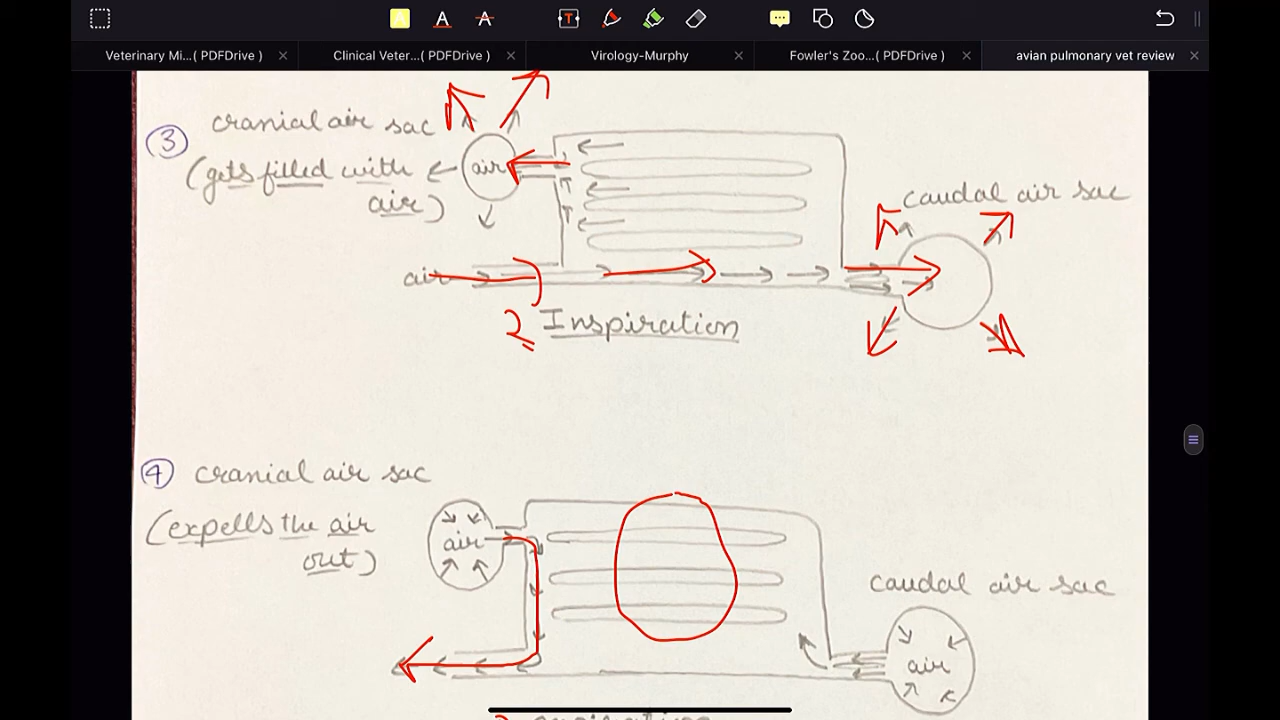 Veterinary Mi...( PDFDrive )
Clinical Veter...( PDFDrive )
Virology-Murphy
Fowler's Zoo...( PDFDrive )
avian pulmonary vet review
③ cranial air sac
(gets filled with
air)
air
caudal air sac
air
2 Inspiration
④ cranial air sac
(expells the air
out)
air
caudal air sac
air